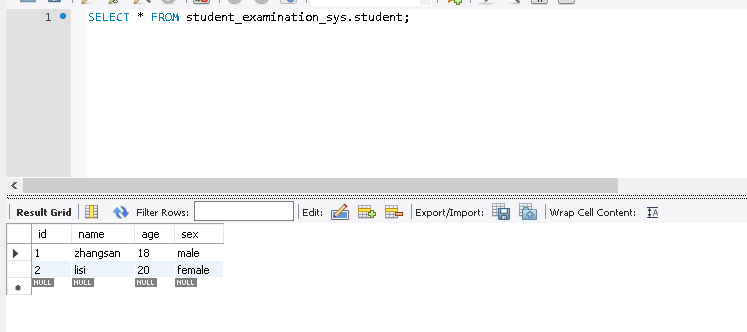 1 SELECT * FROM student_examination_sys.student;
Result Grid Filter Rows: Edit: Export/Import: Wrap Cell Content:
id name age sex
1 zhangsan 18 male
2 lisi 20 female
NULL NULL NULL NULL